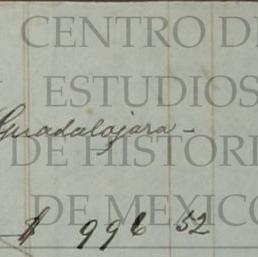 CENTRO DE
ESTUDIOS
Guadalajara -
DE HISTORI
DE MEXICO
$ 996 52